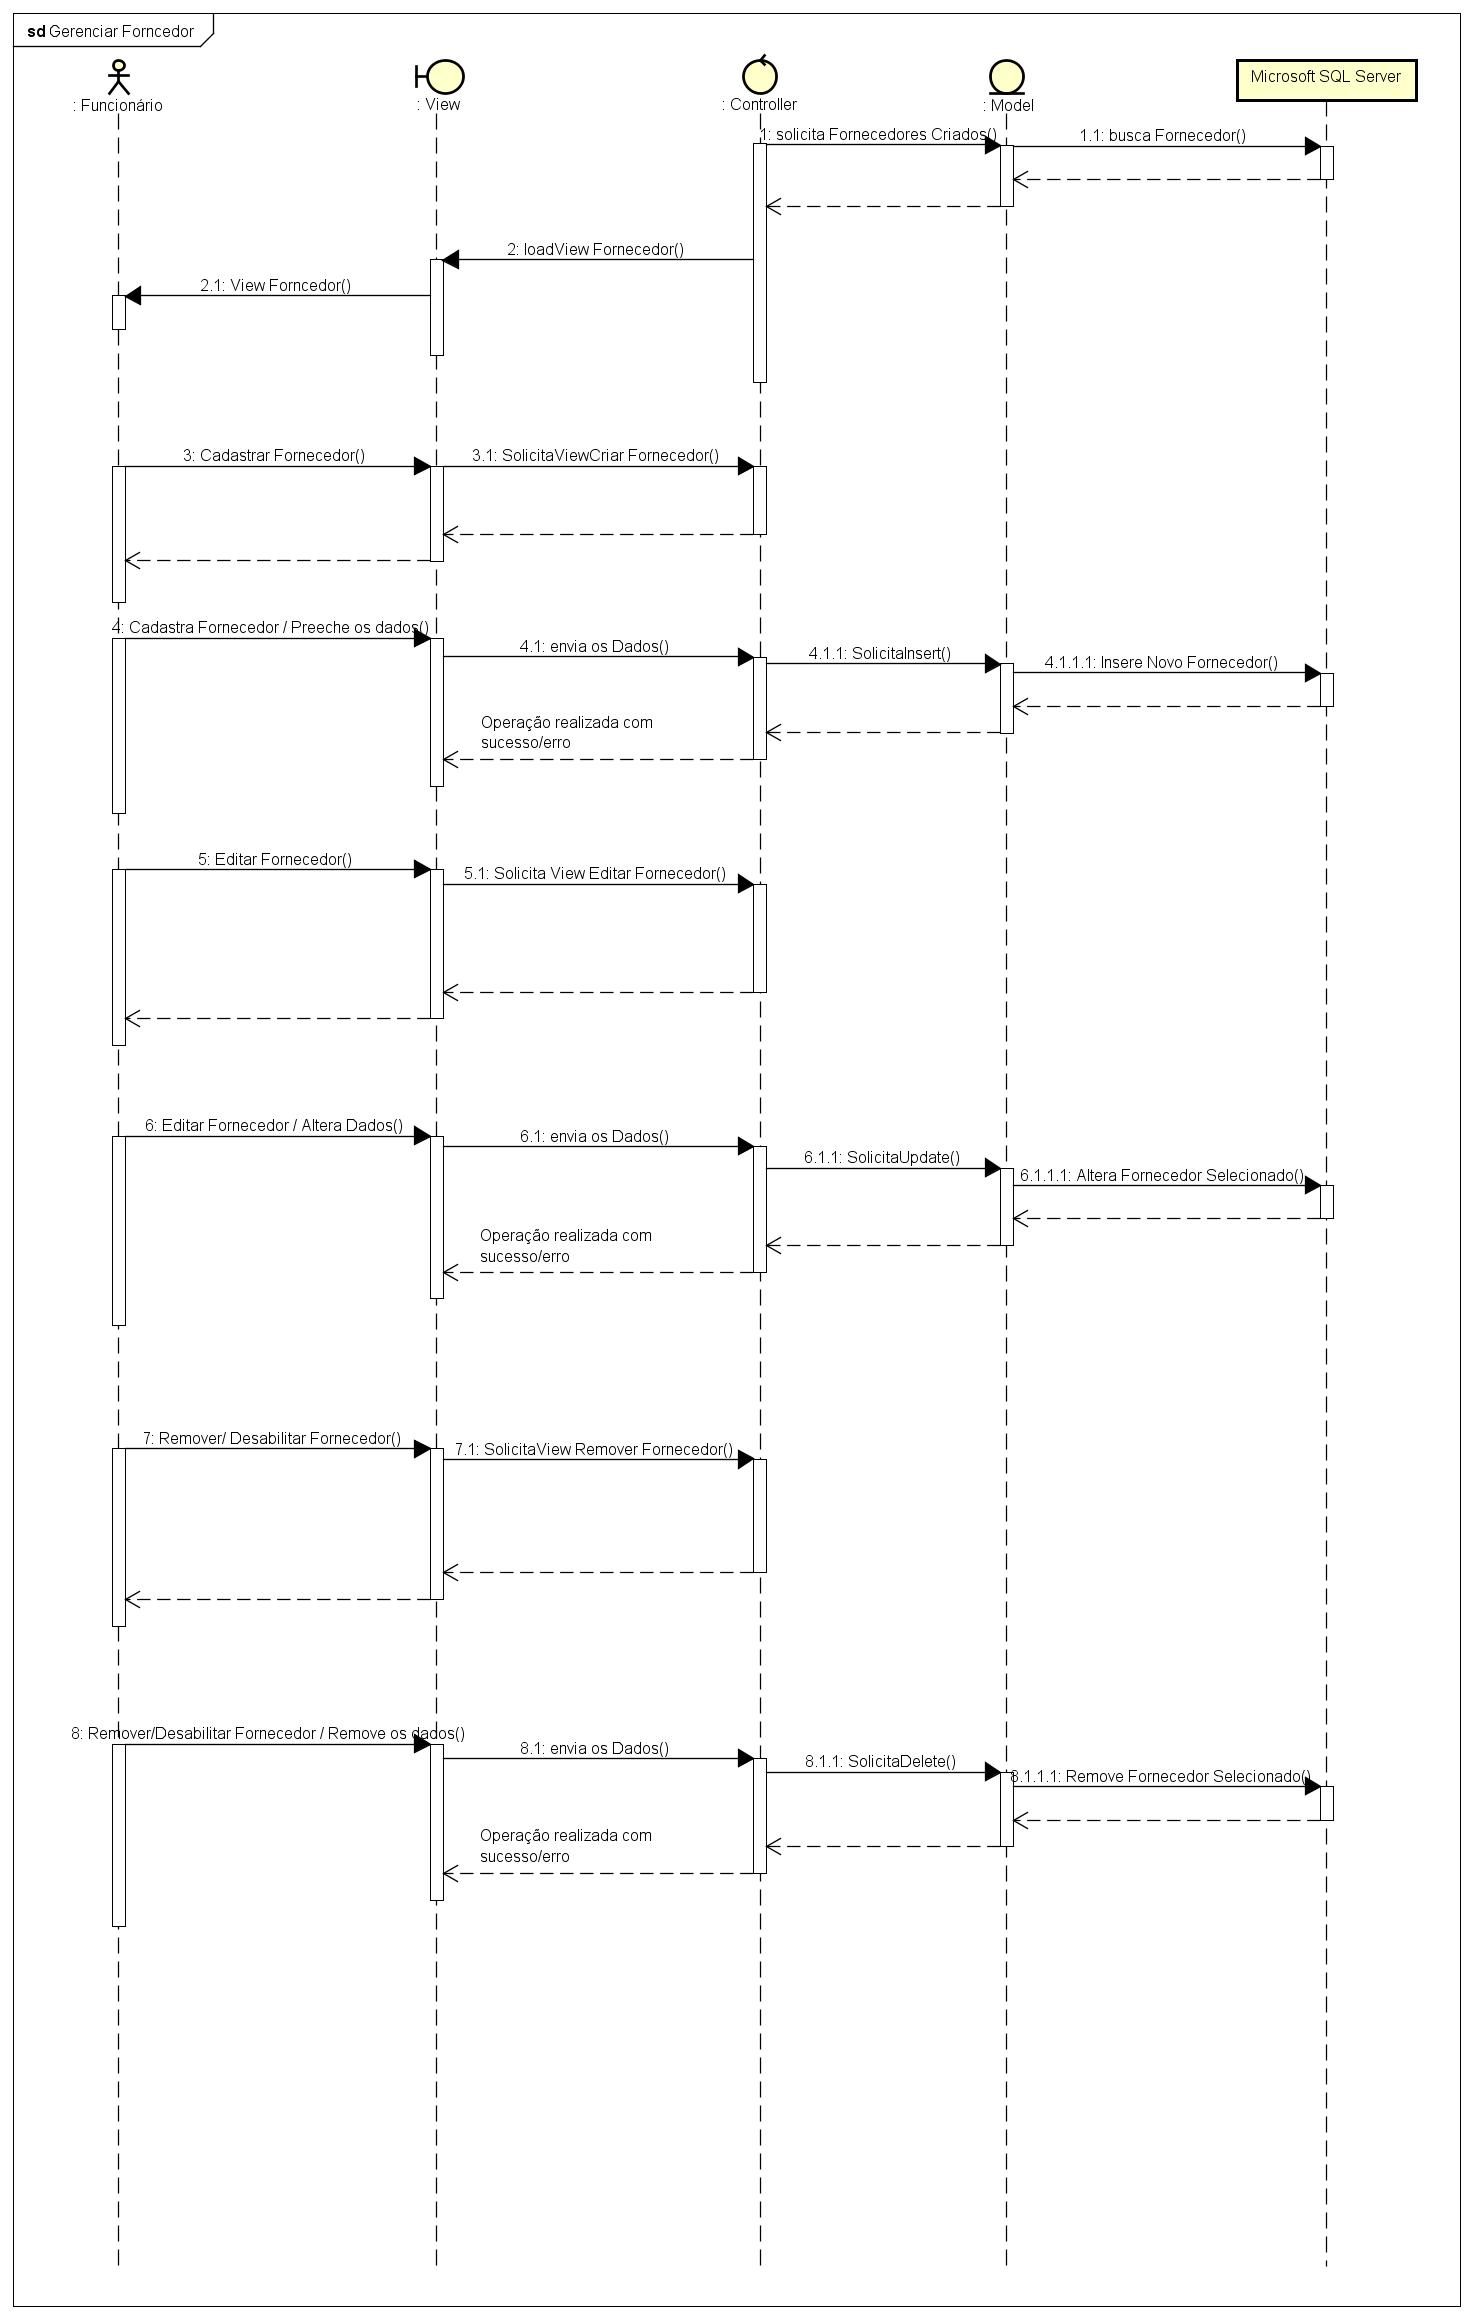 sd Gerenciar Forncedor
: Funcionário
: View
: Controller
: Model
Microsoft SQL Server
1: solicita Fornecedores Criados()
1.1: busca Fornecedor()
2: loadView Fornecedor()
2.1: View Forncedor()
3: Cadastrar Fornecedor()
3.1: SolicitaViewCriar Fornecedor()
4: Cadastra Fornecedor / Preeche os dados()
4.1: envia os Dados()
4.1.1: SolicitaInsert()
4.1.1.1: Insere Novo Fornecedor()
Operação realizada com
sucesso/erro
5: Editar Fornecedor()
5.1: Solicita View Editar Fornecedor()
6: Editar Fornecedor / Altera Dados()
6.1: envia os Dados()
6.1.1: SolicitaUpdate()
6.1.1.1: Altera Fornecedor Selecionado()
Operação realizada com
sucesso/erro
7: Remover/ Desabilitar Fornecedor()
7.1: SolicitaView Remover Fornecedor()
8: Remover/Desabilitar Fornecedor / Remove os dados()
8.1: envia os Dados()
8.1.1: SolicitaDelete()
8.1.1.1: Remove Fornecedor Selecionado()
Operação realizada com
sucesso/erro